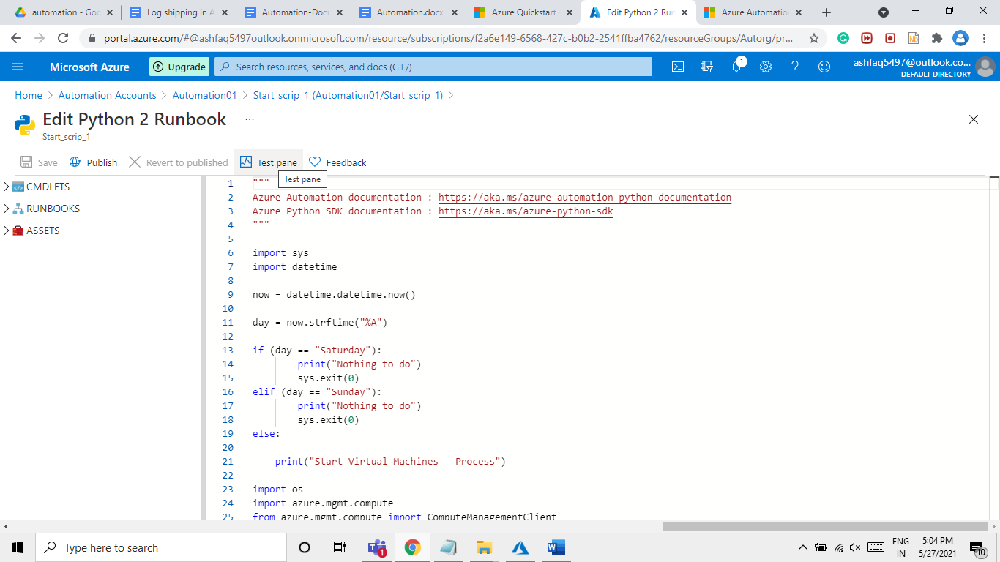 automation - Goo
Log shipping in A
Automation-Docu
Automation.docx
Azure Quickstart
Edit Python 2 Run
Azure Automatio
portal.azure.com/#@ashfaq5497outlook.onmicrosoft.com/resource/subscriptions/f2a6e149-6568-427c-b0b2-2541ffba4762/resourceGroups/Autorg/pr...
Microsoft Azure
Upgrade
Search resources, services, and docs (G+/)
1
ashfaq5497@outlook.co...
DEFAULT DIRECTORY
Home > Automation Accounts > Automation01 > Start_scrip_1 (Automation01/Start_scrip_1) >
Edit Python 2 Runbook ...
Start_scrip_1
Save
Publish
Revert to published
Test pane
Feedback
Test pane
CMDLETS
RUNBOOKS
ASSETS
1 """
2 Azure Automation documentation : https://aka.ms/azure-automation-python-documentation
3 Azure Python SDK documentation : https://aka.ms/azure-python-sdk
4 """
5
6 import sys
7 import datetime
8
9 now = datetime.datetime.now()
10
11 day = now.strftime("%A")
12
13 if (day == "Saturday"):
14 print("Nothing to do")
15 sys.exit(0)
16 elif (day == "Sunday"):
17 print("Nothing to do")
18 sys.exit(0)
19 else:
20
21 print("Start Virtual Machines - Process")
22
23 import os
24 import azure.mgmt.compute
25 from azure.mgmt.compute import ComputeManagementClient
Type here to search
1
ENG
IN
5:04 PM
5/27/2021
10